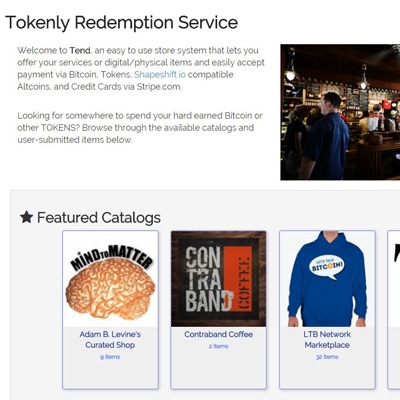 Tokenly Redemption Service
Welcome to Tend, an easy to use store system that lets you
offer your services or digital/physical items and easily accept
payment via Bitcoin, Tokens, Shapeshift.io compatible
Altcoins, and Credit Cards via Stripe.com.
Looking for somewhere to spend your hard earned Bitcoin or
other TOKENS? Browse through the available catalogs and
user-submitted items below.
Featured Catalogs
MiND TO MATTER
CON
TRA
BAND
COFFEE
LET'S TALK
BITCOIN!
Adam B. Levine's
Curated Shop
9 items
Contraband Coffee
2 items
LTB Network
Marketplace
32 items